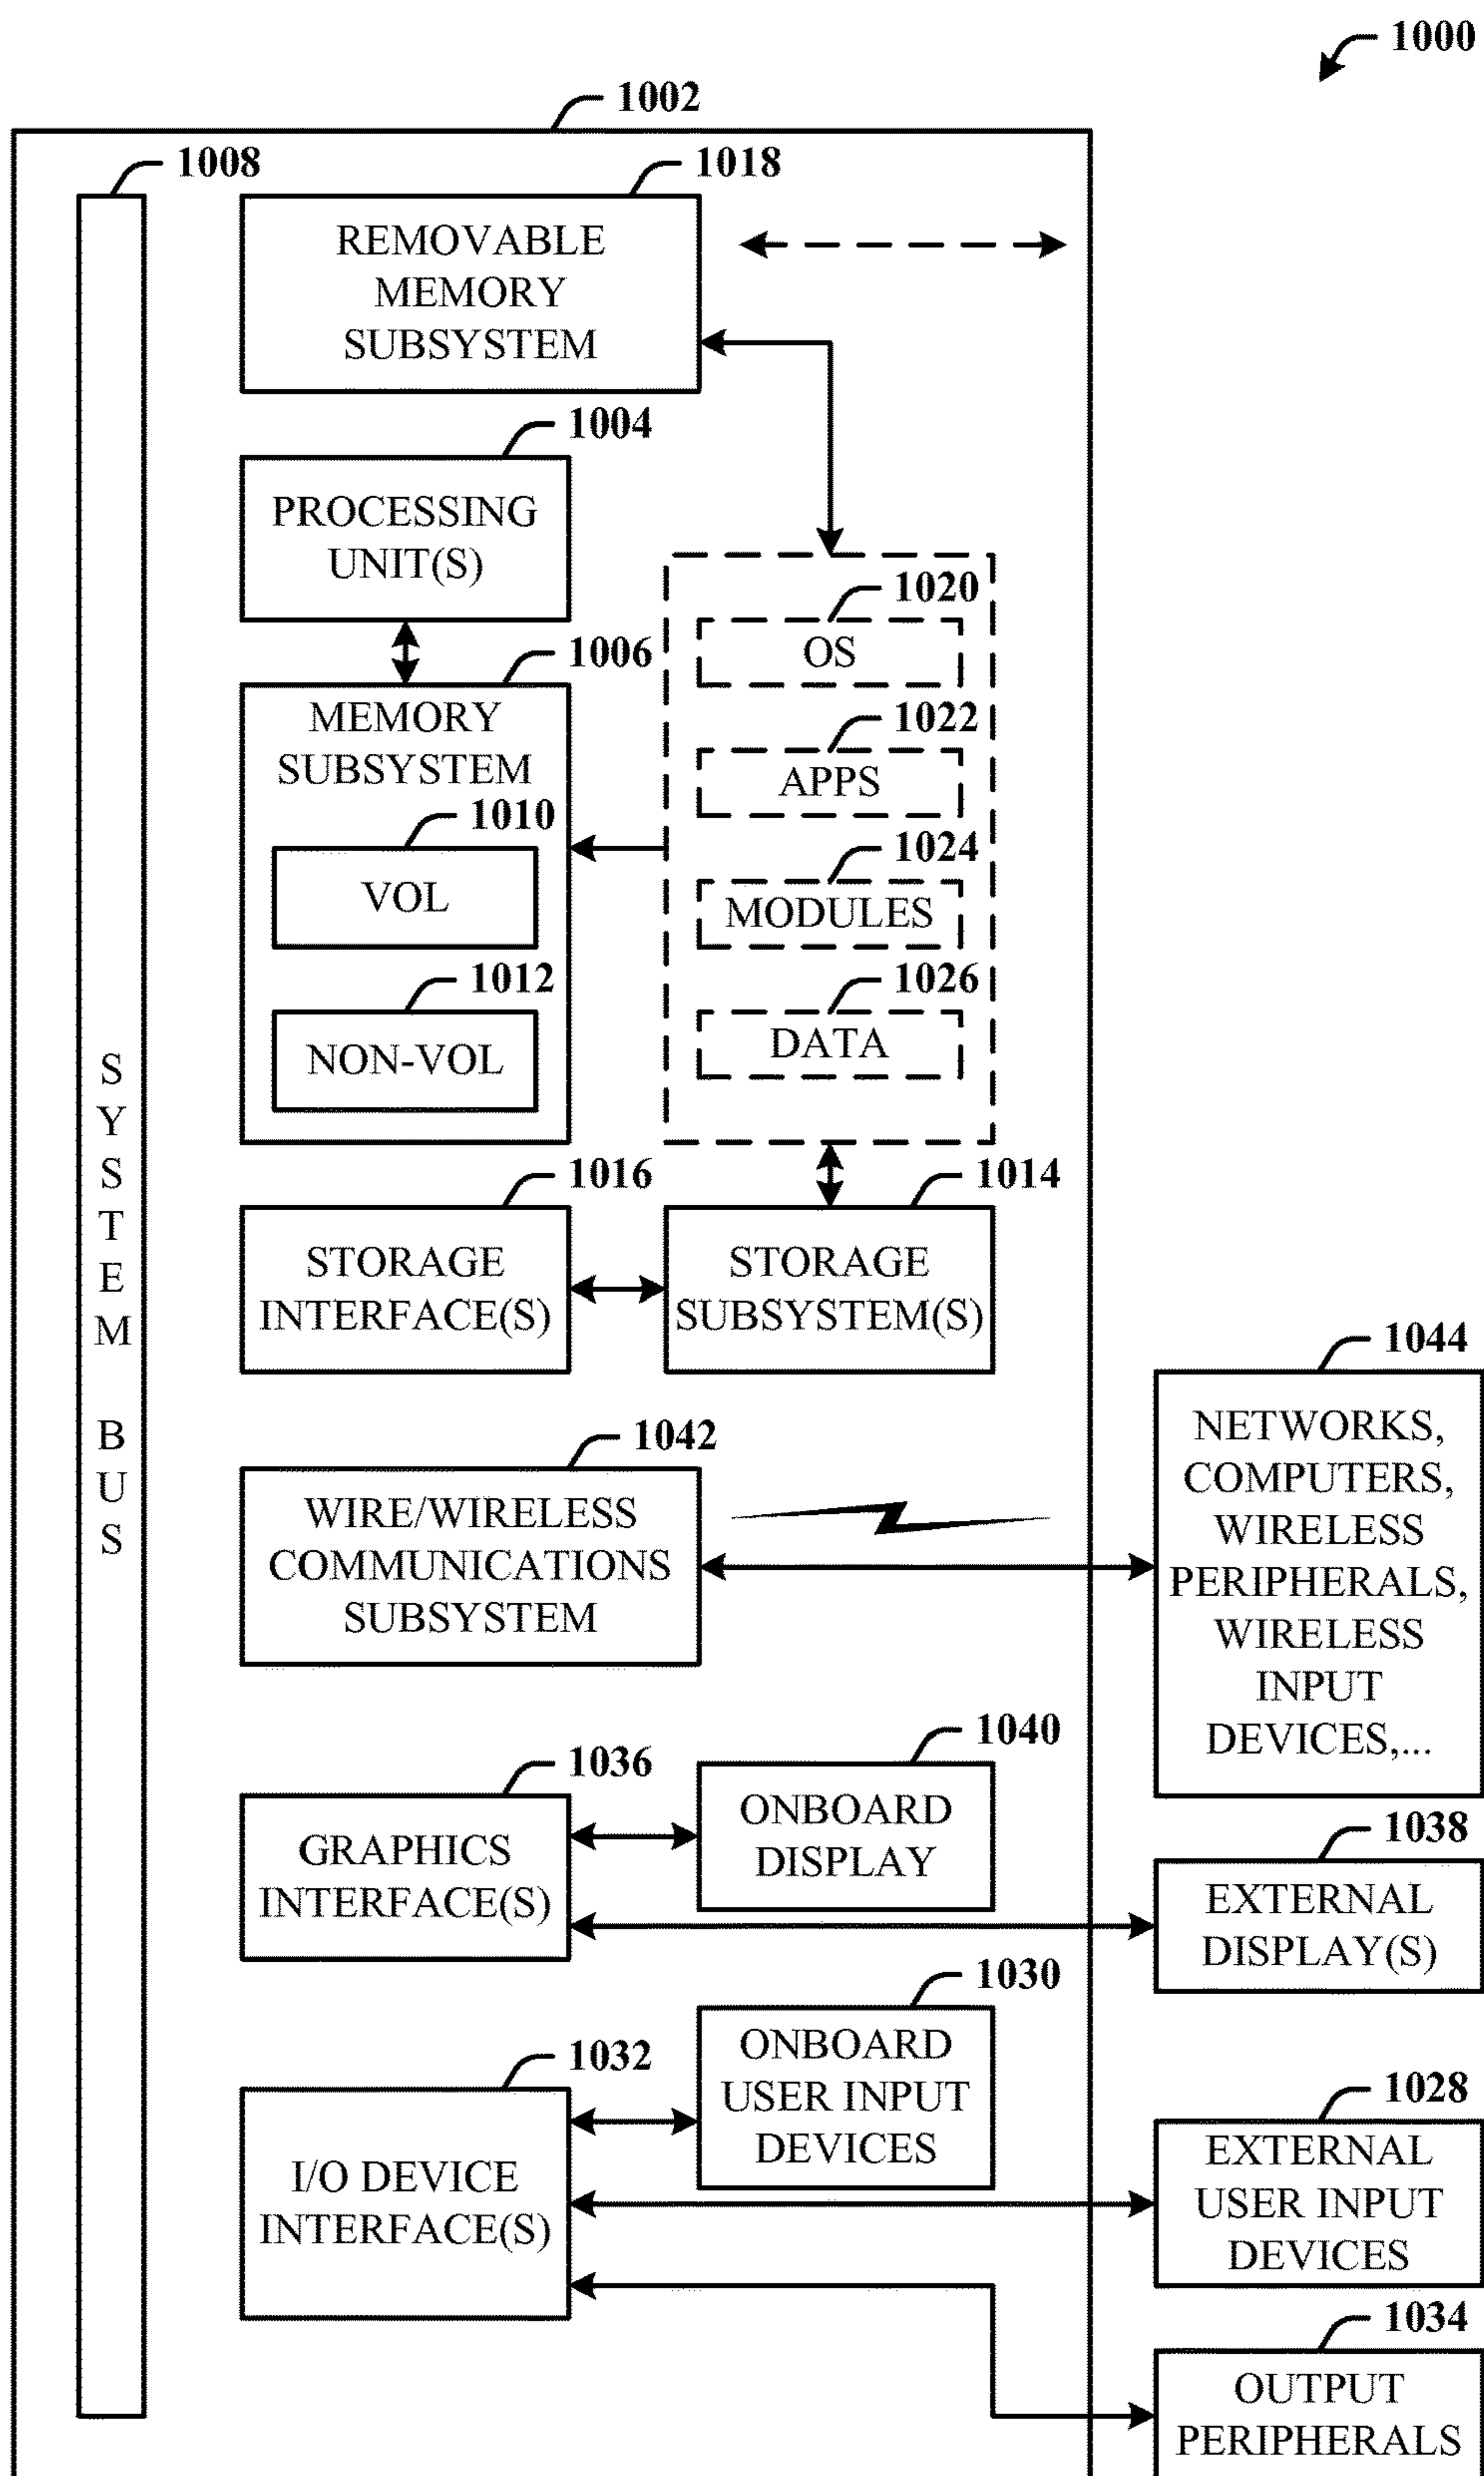 1000
1002
1008
1018
REMOVABLE
MEMORY
SUBSYSTEM
1004
PROCESSING
UNIT(S)
1006
MEMORY
SUBSYSTEM
1010
VOL
1012
NON-VOL
1020
OS
1022
APPS
1024
MODULES
1026
DATA
1016
STORAGE
INTERFACE(S)
1014
STORAGE
SUBSYSTEM(S)
SYSTEM BUS
1042
WIRE/WIRELESS
COMMUNICATIONS
SUBSYSTEM
1044
NETWORKS,
COMPUTERS,
WIRELESS
PERIPHERALS,
WIRELESS
INPUT
DEVICES,...
1036
GRAPHICS
INTERFACE(S)
1040
ONBOARD
DISPLAY
1038
EXTERNAL
DISPLAY(S)
1032
I/O DEVICE
INTERFACE(S)
1030
ONBOARD
USER INPUT
DEVICES
1028
EXTERNAL
USER INPUT
DEVICES
1034
OUTPUT
PERIPHERALS